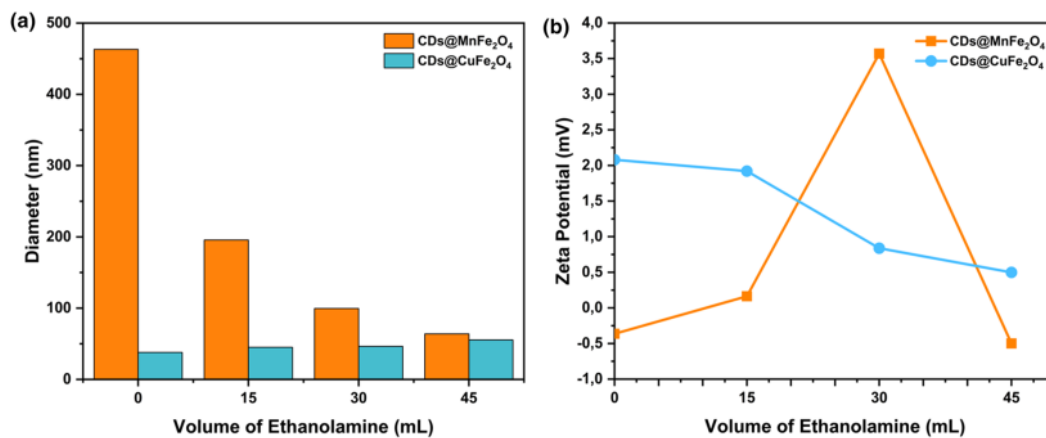 (a)
500
400
300
200
100
0
Diameter (nm)
CDs@MnFe₂O₄
CDs@CuFe₂O₄
0 15 30 45
Volume of Ethanolamine (mL)
(b)
4,0
3,5
3,0
2,5
2,0
1,5
1,0
0,5
0,0
-0,5
-1,0
Zeta Potential (mV)
CDs@MnFe₂O₄
CDs@CuFe₂O₄
0 15 30 45
Volume of Ethanolamine (mL)